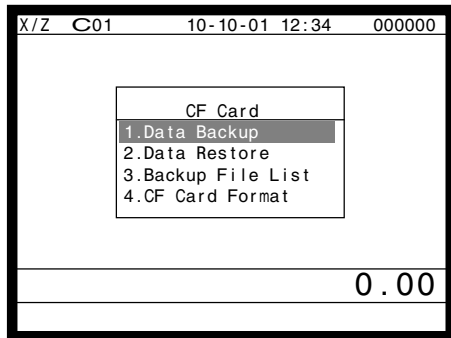 X/Z C01 10-10-01 12:34 000000
CF Card
1.Data Backup
2.Data Restore
3.Backup File List
4.CF Card Format
0.00